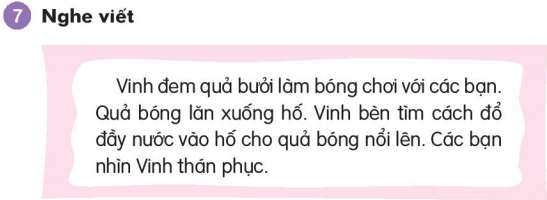 7 Nghe viết
Vinh đem quả bưởi làm bóng chơi với các bạn.
Quả bóng lăn xuống hố. Vinh bèn tìm cách đổ
đầy nước vào hố cho quả bóng nổi lên. Các bạn
nhìn Vinh thán phục.